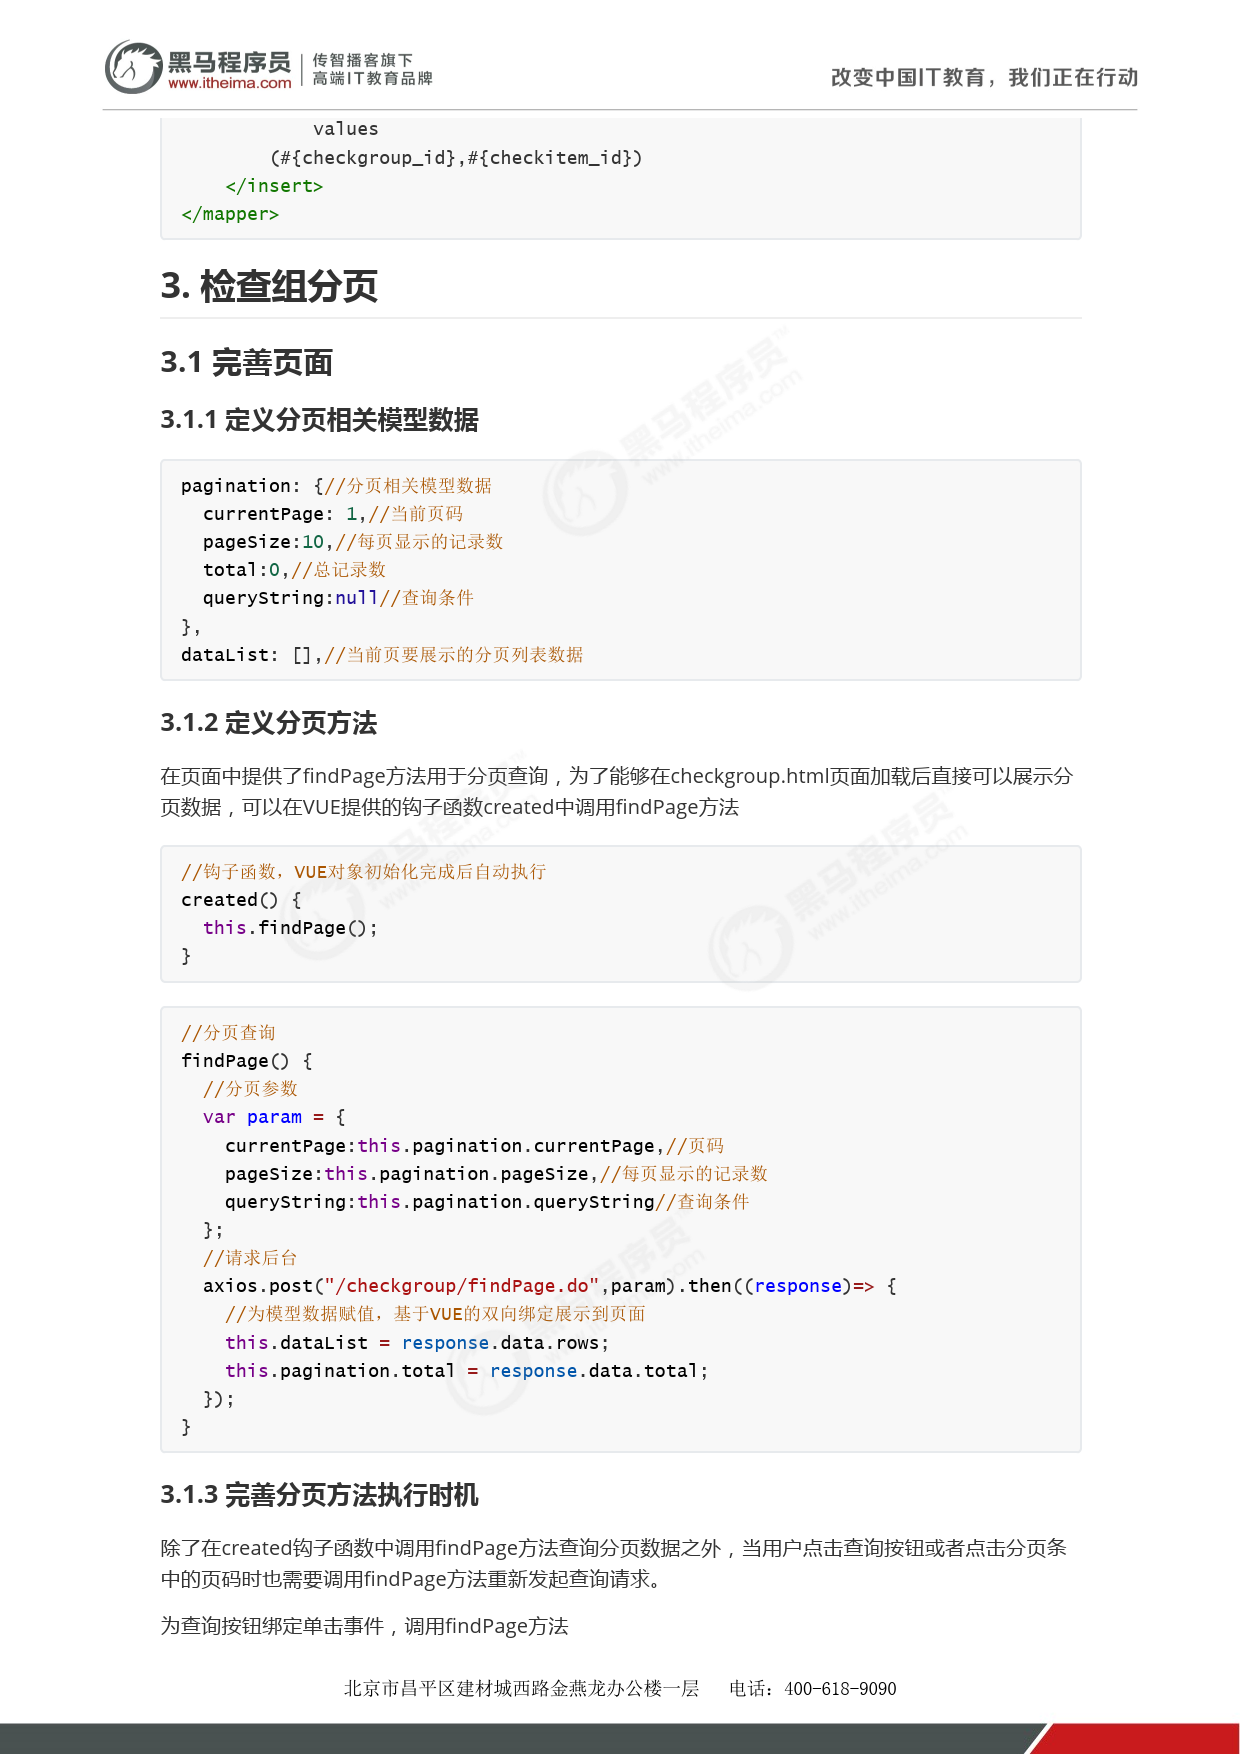 黑马程序员 传智播客旗下
www.itheima.com 高端IT教育品牌
改变中国IT教育，我们正在行动
            values
        (#{checkgroup_id},#{checkitem_id})
    </insert>
</mapper>
3. 检查组分页
3.1 完善页面
3.1.1 定义分页相关模型数据
pagination: {//分页相关模型数据
  currentPage: 1,//当前页码
  pageSize:10,//每页显示的记录数
  total:0,//总记录数
  queryString:null//查询条件
},
dataList: [],//当前页要展示的分页列表数据
3.1.2 定义分页方法
在页面中提供了findPage方法用于分页查询，为了能够在checkgroup.html页面加载后直接可以展示分
页数据，可以在VUE提供的钩子函数created中调用findPage方法
//钩子函数，VUE对象初始化完成后自动执行
created() {
  this.findPage();
}
//分页查询
findPage() {
  //分页参数
  var param = {
    currentPage:this.pagination.currentPage,//页码
    pageSize:this.pagination.pageSize,//每页显示的记录数
    queryString:this.pagination.queryString//查询条件
  };
  //请求后台
  axios.post("/checkgroup/findPage.do",param).then((response)=> {
    //为模型数据赋值，基于VUE的双向绑定展示到页面
    this.dataList = response.data.rows;
    this.pagination.total = response.data.total;
  });
}
3.1.3 完善分页方法执行时机
除了在created钩子函数中调用findPage方法查询分页数据之外，当用户点击查询按钮或者点击分页条
中的页码时也需要调用findPage方法重新发起查询请求。
为查询按钮绑定单击事件，调用findPage方法
北京市昌平区建材城西路金燕龙办公楼一层 电话：400-618-9090